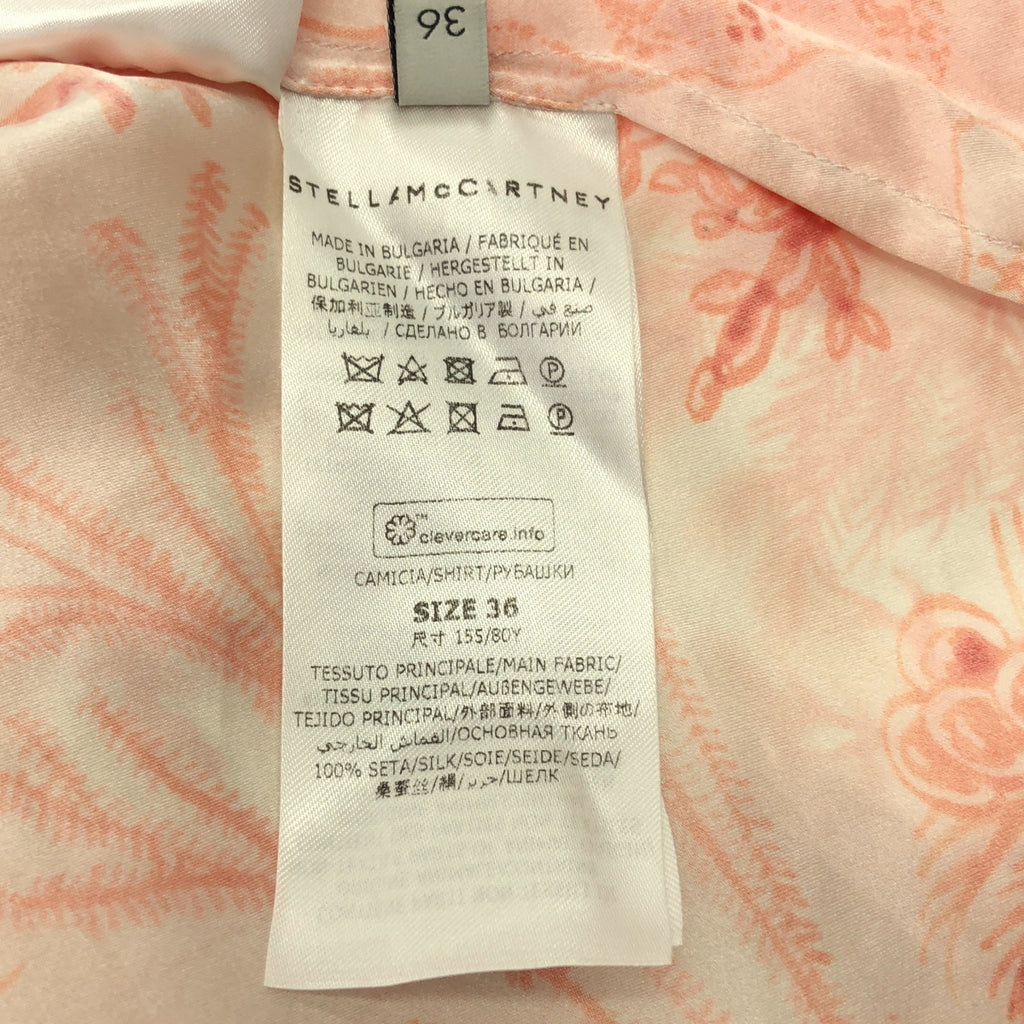 36
STELLA McCARTNEY
MADE IN BULGARIA / FABRIQUÉ EN
BULGARIE / HERGESTELLT IN
BULGARIEN / HECHO EN BULGARIA /
保加利亚制造 / ブルガリア製 / صنع في
بلغاريا / СДЕЛАНО В БОЛГАРИИ
P
P
clevercare.info™
CAMICIA/SHIRT/РУБАШКИ
SIZE 36
尺寸 155/80Y
TESSUTO PRINCIPALE/MAIN FABRIC/
TISSU PRINCIPAL/AUßENGEWEBE/
TEJIDO PRINCIPAL/外部面料/外側の布地/
القماش الخارجي/ОСНОВНАЯ ТКАНЬ
100% SETA/SILK/SOIE/SEIDE/SEDA/
桑蚕丝/絹/حرير/ШЕЛК